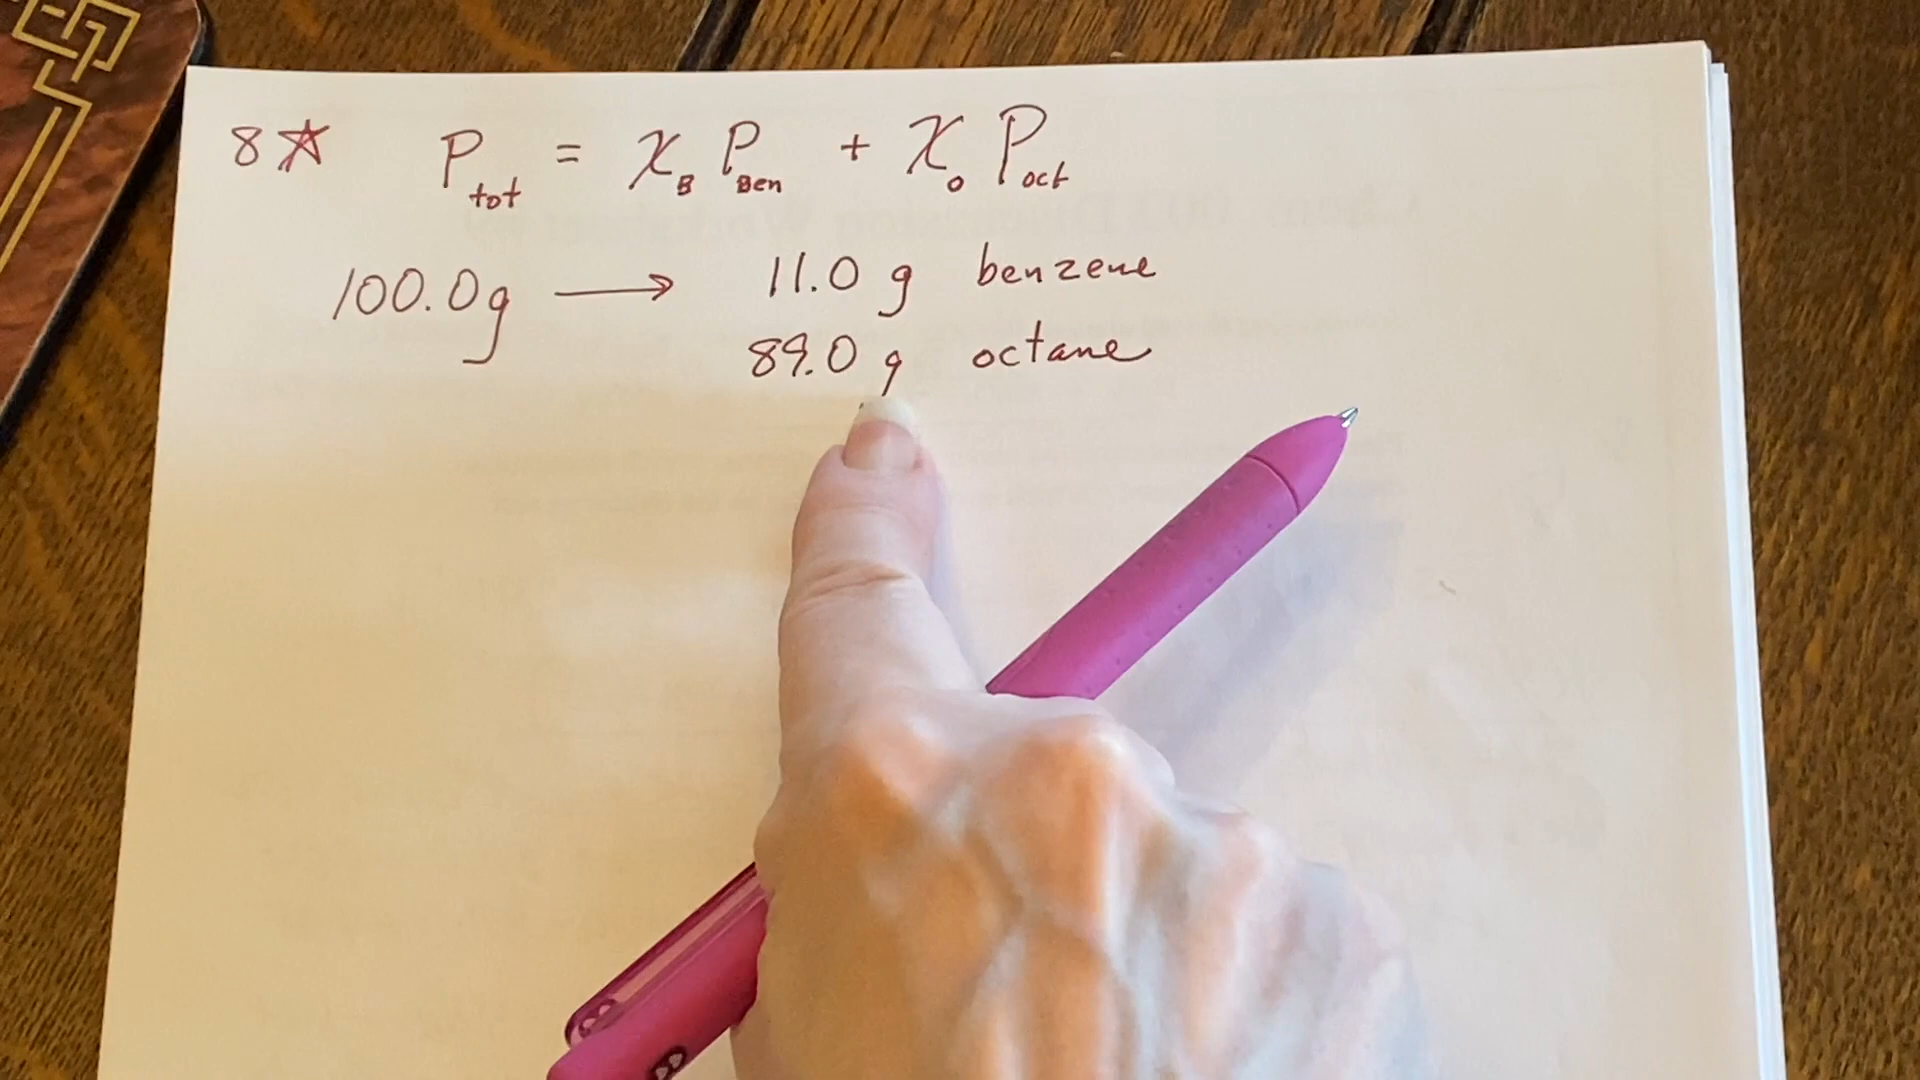 8☆ P_tot = χ_B P_Ben + χ_o P_oct
100.0g → 11.0 g benzene
89.0 g octane